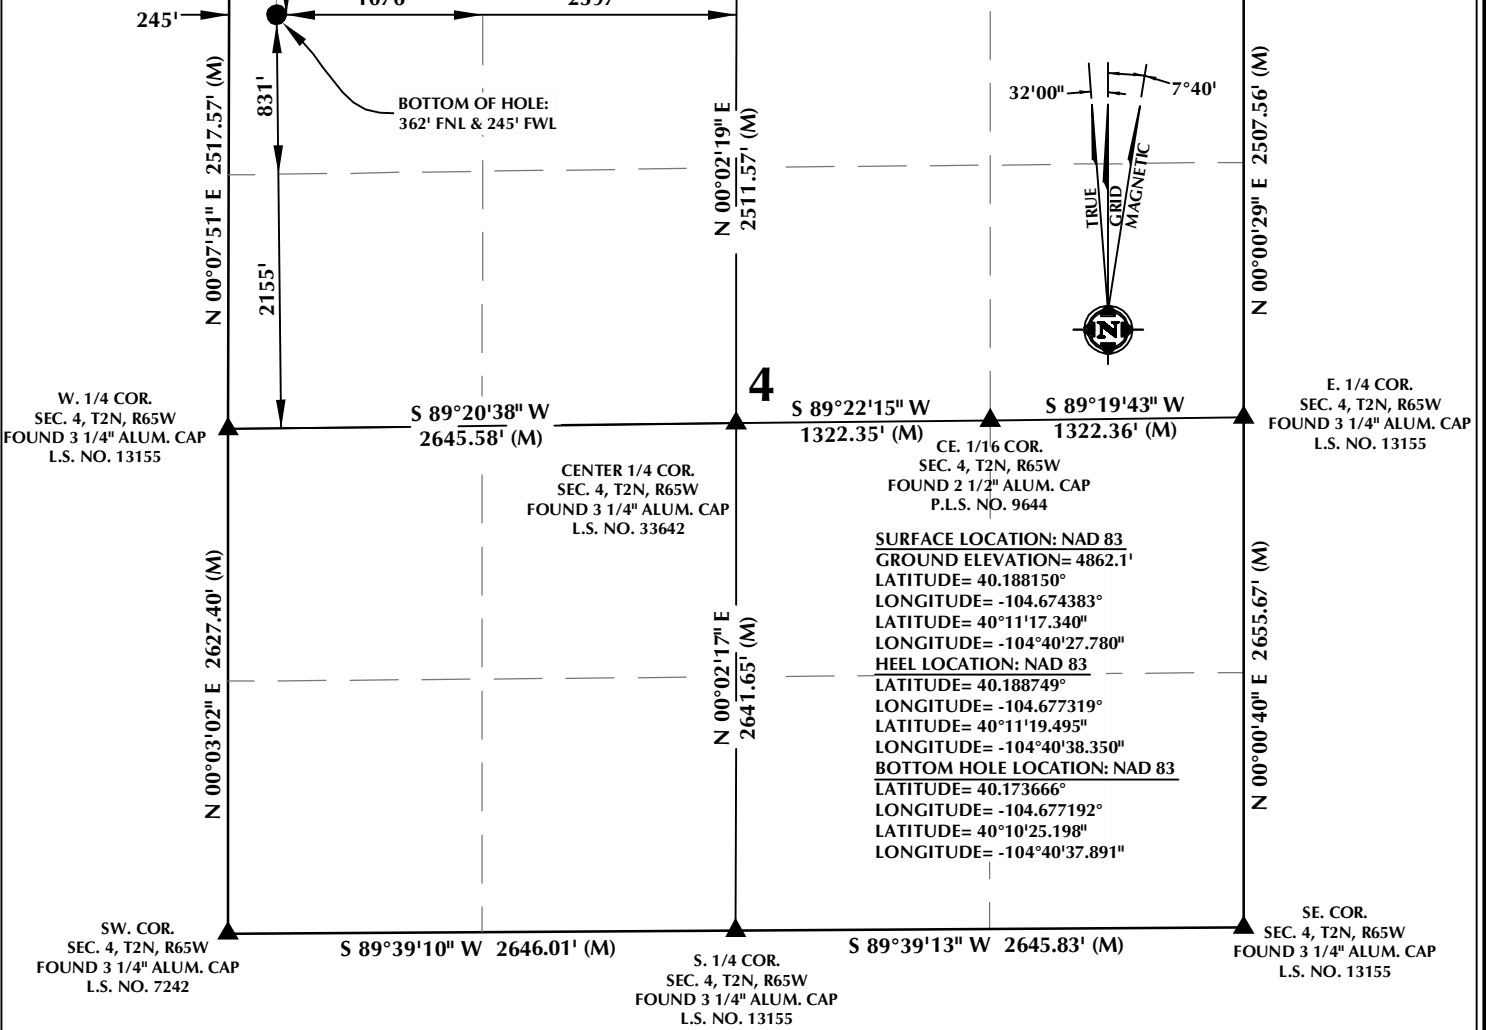 245'
831'
BOTTOM OF HOLE:
362' FNL & 245' FWL
2155'
N 00°07'51" E 2517.57' (M)
N 00°02'19" E
2511.57' (M)
32'00"
7°40'
TRUE
GRID
MAGNETIC
N
N 00°00'29" E 2507.56' (M)
4
W. 1/4 COR.
SEC. 4, T2N, R65W
FOUND 3 1/4" ALUM. CAP
L.S. NO. 13155
S 89°20'38" W
2645.58' (M)
S 89°22'15" W
1322.35' (M)
S 89°19'43" W
1322.36' (M)
E. 1/4 COR.
SEC. 4, T2N, R65W
FOUND 3 1/4" ALUM. CAP
L.S. NO. 13155
CENTER 1/4 COR.
SEC. 4, T2N, R65W
FOUND 3 1/4" ALUM. CAP
L.S. NO. 33642
CE. 1/16 COR.
SEC. 4, T2N, R65W
FOUND 2 1/2" ALUM. CAP
P.L.S. NO. 9644
SURFACE LOCATION: NAD 83
GROUND ELEVATION= 4862.1'
LATITUDE= 40.188150°
LONGITUDE= -104.674383°
LATITUDE= 40°11'17.340"
LONGITUDE= -104°40'27.780"
HEEL LOCATION: NAD 83
LATITUDE= 40.188749°
LONGITUDE= -104.677319°
LATITUDE= 40°11'19.495"
LONGITUDE= -104°40'38.350"
BOTTOM HOLE LOCATION: NAD 83
LATITUDE= 40.173666°
LONGITUDE= -104.677192°
LATITUDE= 40°10'25.198"
LONGITUDE= -104°40'37.891"
N 00°03'02" E 2627.40' (M)
N 00°02'17" E
2641.65' (M)
N 00°00'40" E 2655.67' (M)
SW. COR.
SEC. 4, T2N, R65W
FOUND 3 1/4" ALUM. CAP
L.S. NO. 7242
S 89°39'10" W 2646.01' (M)
S. 1/4 COR.
SEC. 4, T2N, R65W
FOUND 3 1/4" ALUM. CAP
L.S. NO. 13155
S 89°39'13" W 2645.83' (M)
SE. COR.
SEC. 4, T2N, R65W
FOUND 3 1/4" ALUM. CAP
L.S. NO. 13155